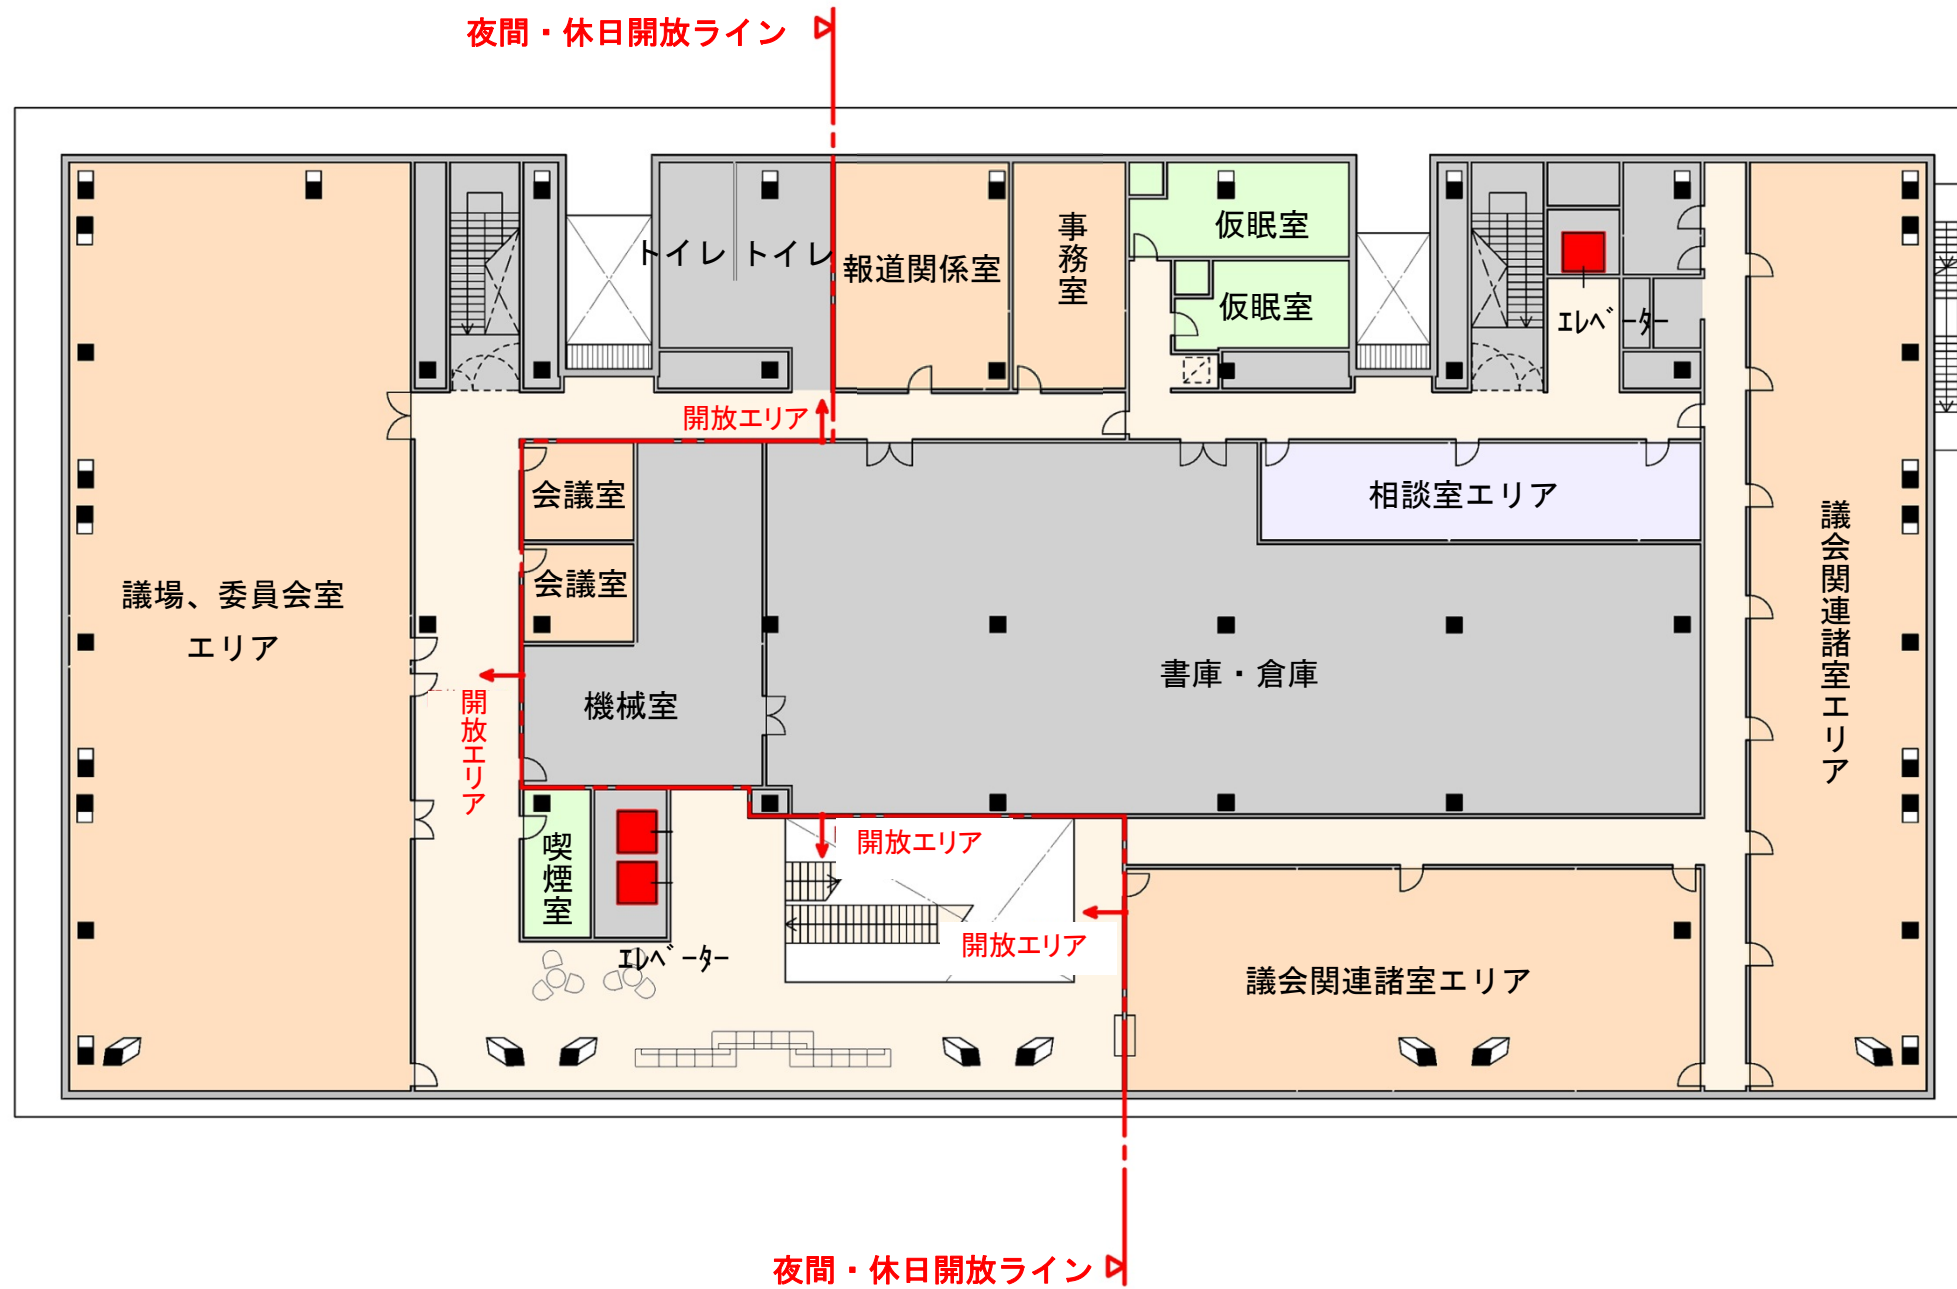 夜間・休日開放ライン
トイレ
トイレ
報道関係室
事務室
仮眠室
仮眠室
エレベーター
開放エリア
会議室
会議室
相談室エリア
議場、委員会室
エリア
機械室
書庫・倉庫
議会関連諸室エリア
開放エリア
喫煙室
開放エリア
エレベーター
開放エリア
議会関連諸室エリア
夜間・休日開放ライン